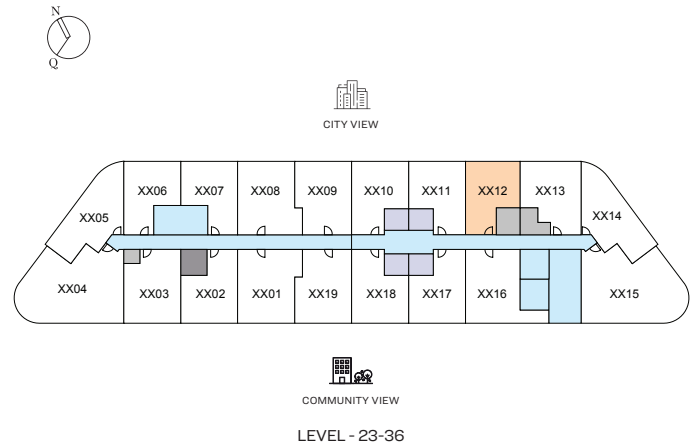 N
Q
CITY VIEW
XX06 XX07 XX08 XX09 XX10 XX11 XX12 XX13
XX05 XX14
XX04 XX15
XX03 XX02 XX01 XX19 XX18 XX17 XX16
COMMUNITY VIEW
LEVEL - 23-36